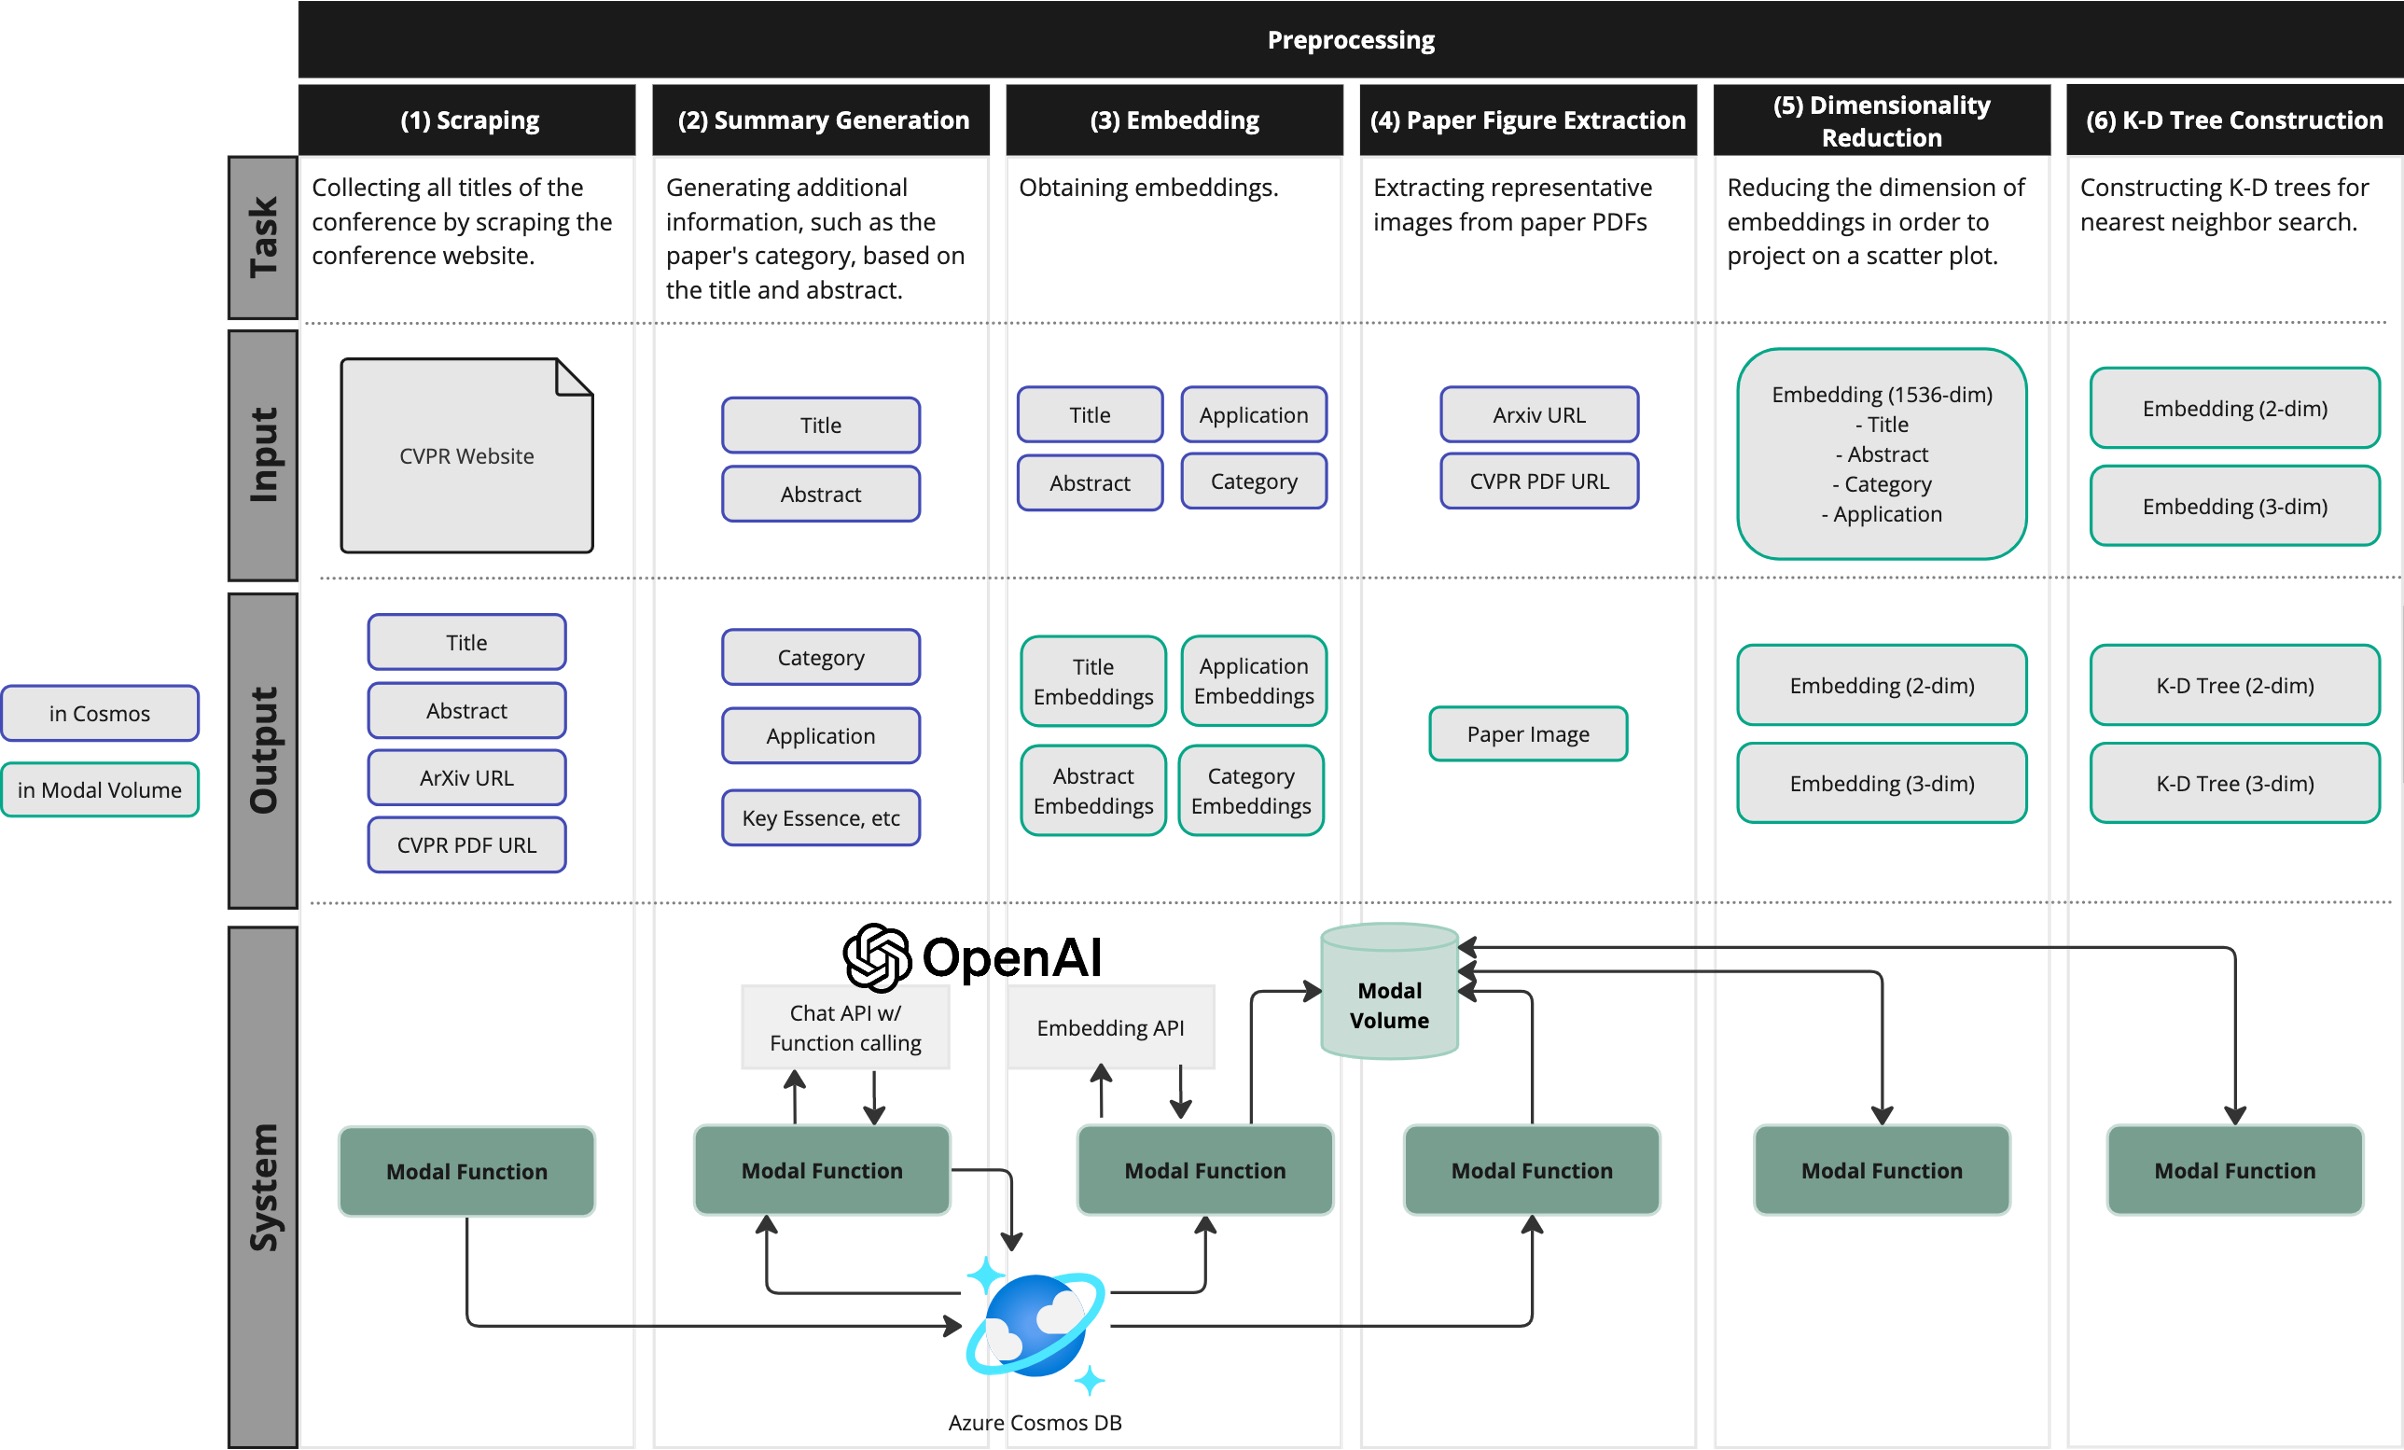 Preprocessing
(1) Scraping
(2) Summary Generation
(3) Embedding
(4) Paper Figure Extraction
(5) Dimensionality
Reduction
(6) K-D Tree Construction
Task
Collecting all titles of the
conference by scraping the
conference website.
Generating additional
information, such as the
paper's category, based on
the title and abstract.
Obtaining embeddings.
Extracting representative
images from paper PDFs
Reducing the dimension of
embeddings in order to
project on a scatter plot.
Constructing K-D trees for
nearest neighbor search.
Input
CVPR Website
Title
Abstract
Title
Application
Abstract
Category
Arxiv URL
CVPR PDF URL
Embedding (1536-dim)
- Title
- Abstract
- Category
- Application
Embedding (2-dim)
Embedding (3-dim)
in Cosmos
in Modal Volume
Output
Title
Abstract
ArXiv URL
CVPR PDF URL
Category
Application
Key Essence, etc
Title
Embeddings
Application
Embeddings
Abstract
Embeddings
Category
Embeddings
Paper Image
Embedding (2-dim)
Embedding (3-dim)
K-D Tree (2-dim)
K-D Tree (3-dim)
System
OpenAI
Chat API w/
Function calling
Embedding API
Modal
Volume
Modal Function
Modal Function
Modal Function
Modal Function
Modal Function
Modal Function
Azure Cosmos DB